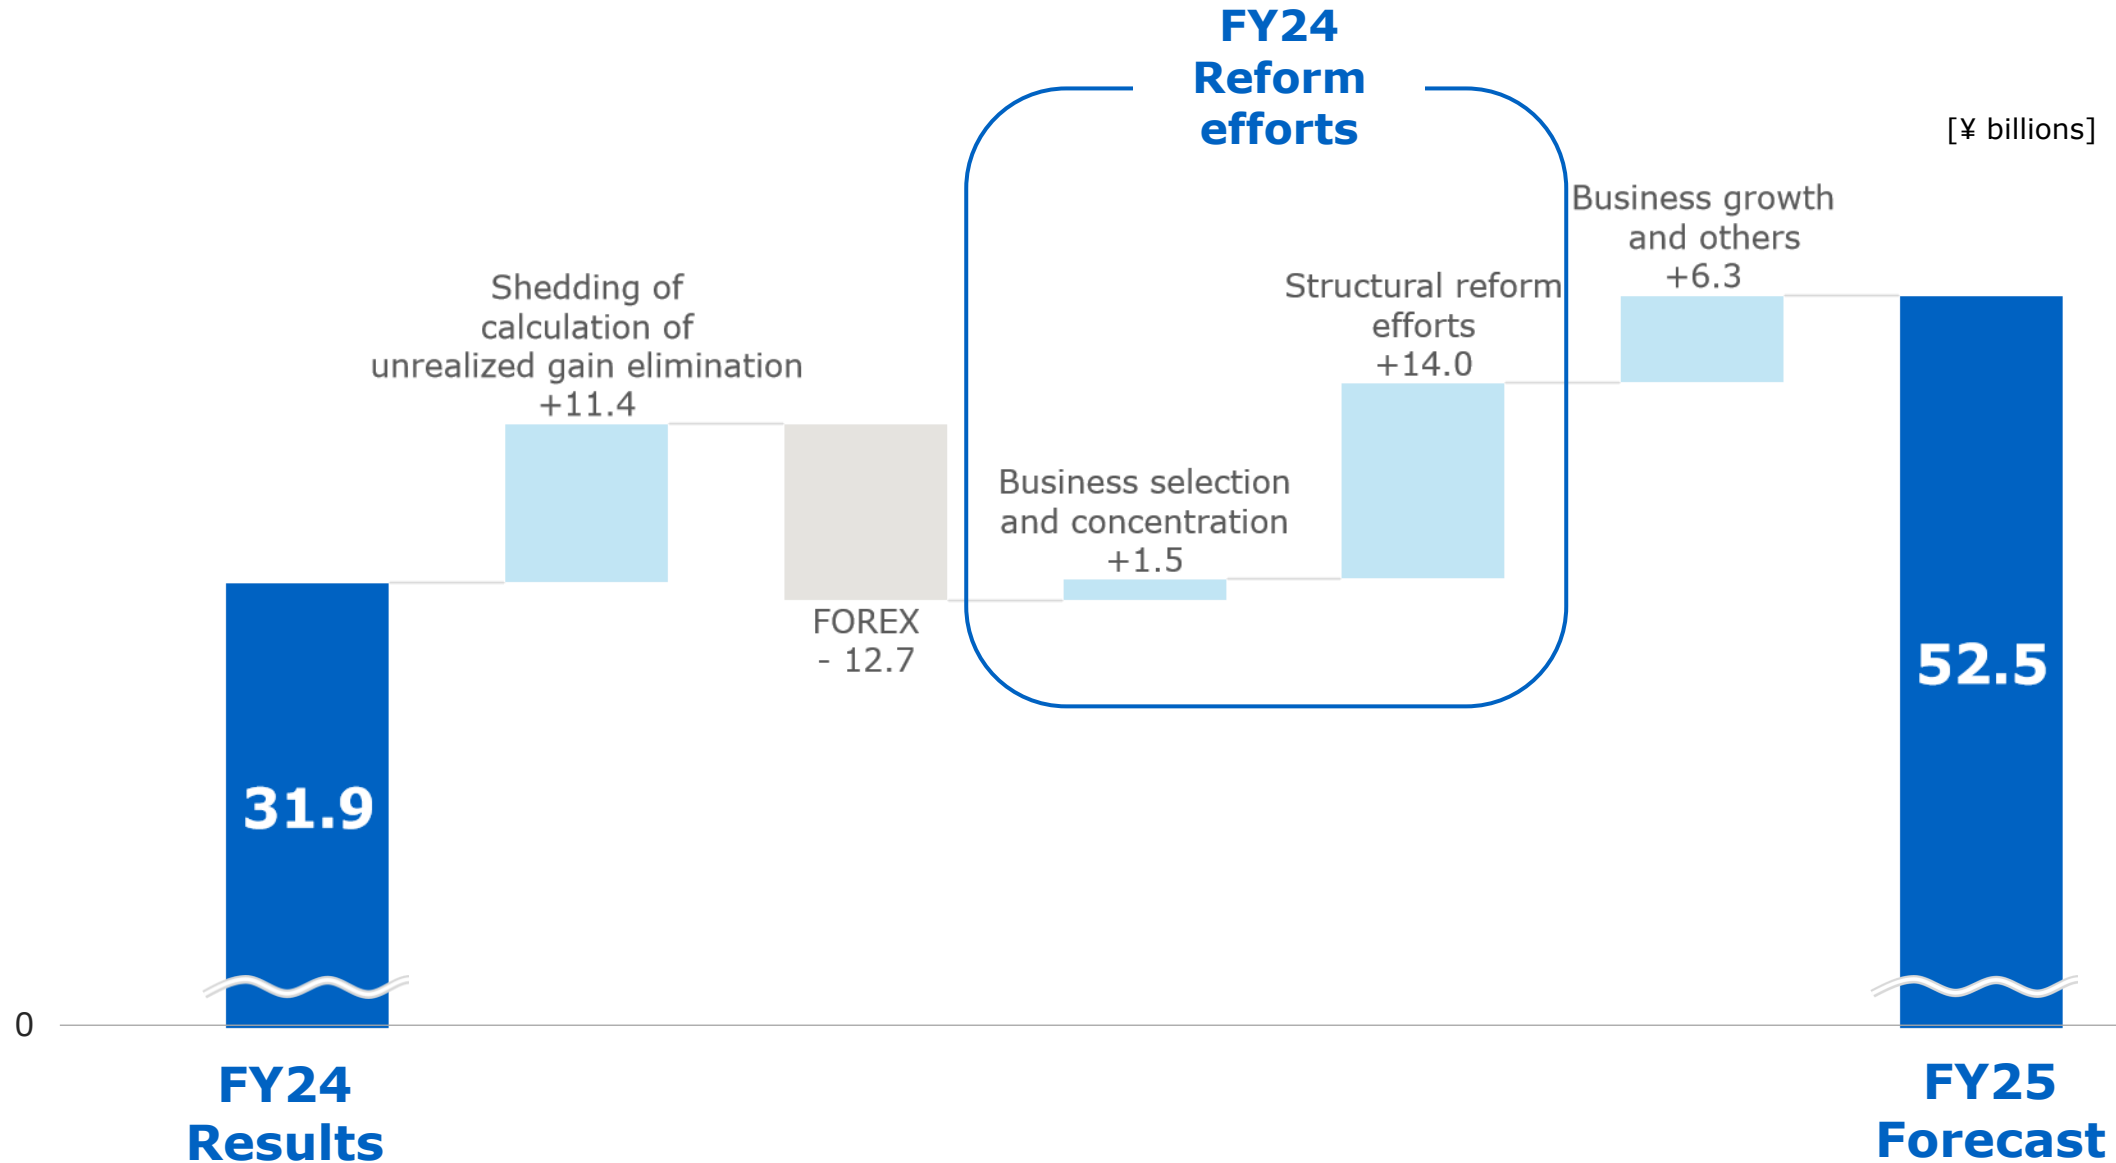 FY24
Reform
efforts
[¥ billions]
Business growth
and others
+6.3
Shedding of
calculation of
unrealized gain elimination
+11.4
Structural reform
efforts
+14.0
Business selection
and concentration
+1.5
FOREX
- 12.7
31.9
52.5
0
FY24
Results
FY25
Forecast